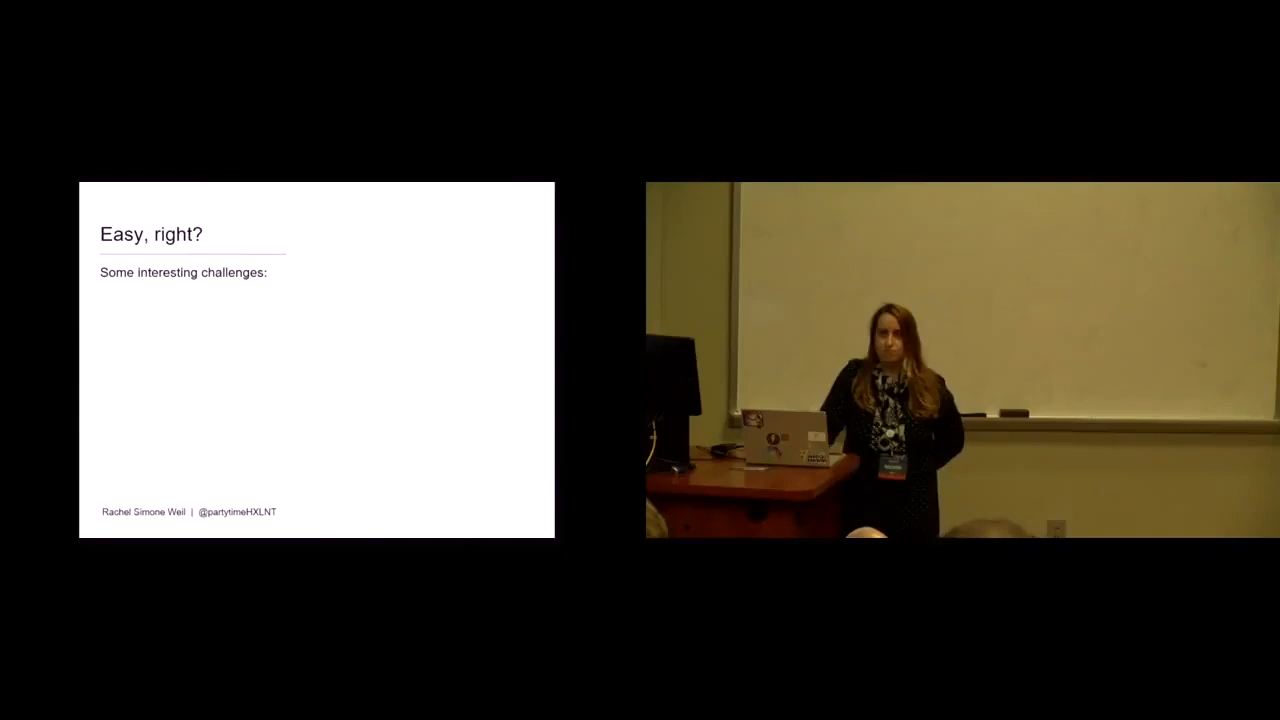 Easy, right?
Some interesting challenges:
Rachel Simone Weil | @partytimeHXLNT